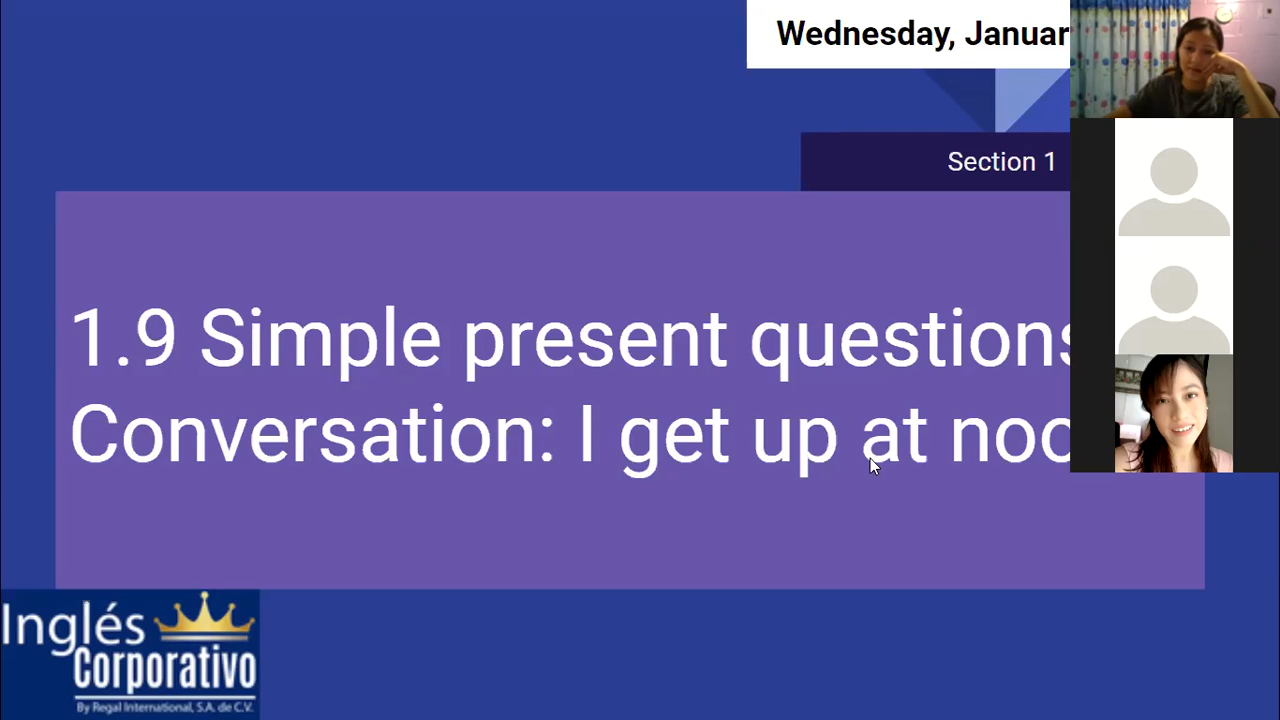 Wednesday, Januar
Section 1
1.9 Simple present questions
Conversation: I get up at noo
Inglés
Corporativo
By Regal International, S.A. de C.V.